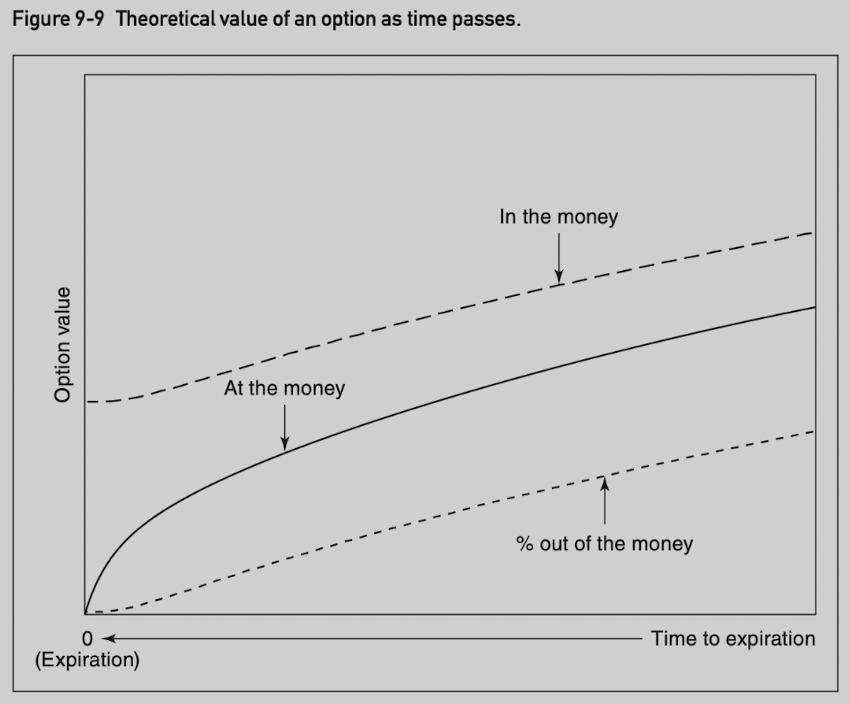 Figure 9-9 Theoretical value of an option as time passes.
In the money
Option value
At the money
% out of the money
0
Time to expiration
(Expiration)